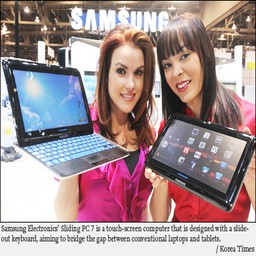 SAMSUNG
Samsung Electronics' Sliding PC 7 is a touch-screen computer that is designed with a slide-
out keyboard, aiming to bridge the gap between conventional laptops and tablets.
/ Korea Times